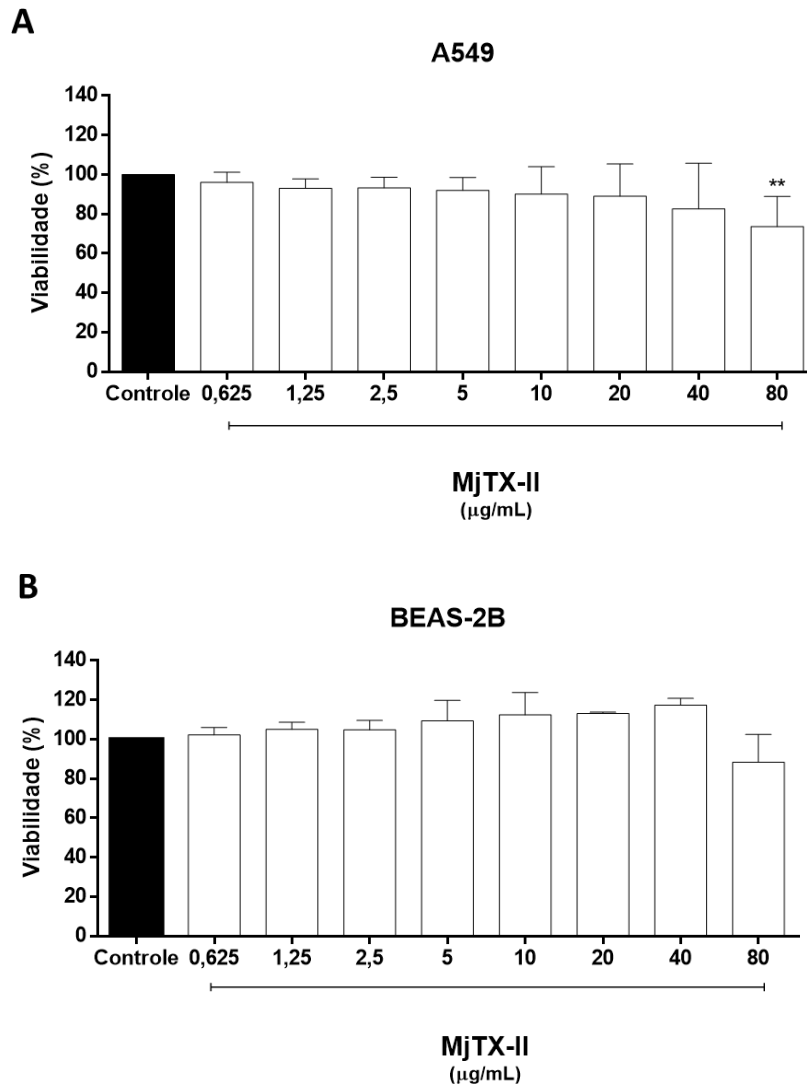 A
A549
Viabilidade (%)
140
120
100
80
60
40
20
0
**
Controle 0,625 1,25 2,5 5 10 20 40 80
MjTX-II
(μg/mL)
B
BEAS-2B
Viabilidade (%)
140
120
100
80
60
40
20
0
Controle 0,625 1,25 2,5 5 10 20 40 80
MjTX-II
(μg/mL)